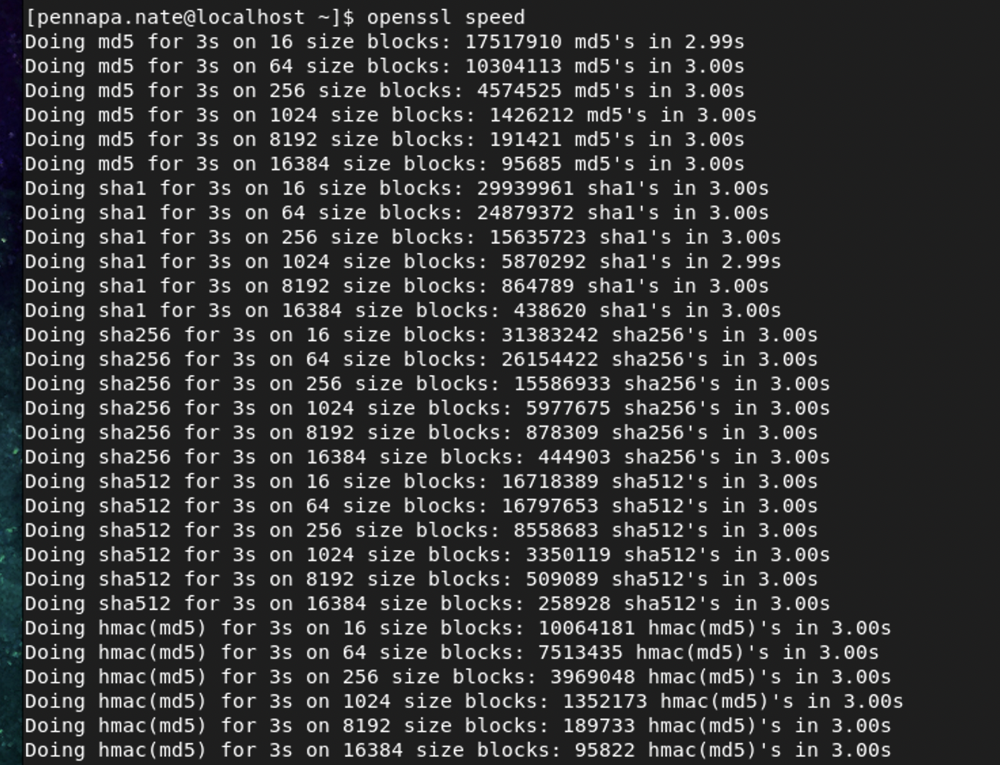 [pennapa.nate@localhost ~]$ openssl speed
Doing md5 for 3s on 16 size blocks: 17517910 md5's in 2.99s
Doing md5 for 3s on 64 size blocks: 10304113 md5's in 3.00s
Doing md5 for 3s on 256 size blocks: 4574525 md5's in 3.00s
Doing md5 for 3s on 1024 size blocks: 1426212 md5's in 3.00s
Doing md5 for 3s on 8192 size blocks: 191421 md5's in 3.00s
Doing md5 for 3s on 16384 size blocks: 95685 md5's in 3.00s
Doing sha1 for 3s on 16 size blocks: 29939961 sha1's in 3.00s
Doing sha1 for 3s on 64 size blocks: 24879372 sha1's in 3.00s
Doing sha1 for 3s on 256 size blocks: 15635723 sha1's in 3.00s
Doing sha1 for 3s on 1024 size blocks: 5870292 sha1's in 2.99s
Doing sha1 for 3s on 8192 size blocks: 864789 sha1's in 3.00s
Doing sha1 for 3s on 16384 size blocks: 438620 sha1's in 3.00s
Doing sha256 for 3s on 16 size blocks: 31383242 sha256's in 3.00s
Doing sha256 for 3s on 64 size blocks: 26154422 sha256's in 3.00s
Doing sha256 for 3s on 256 size blocks: 15586933 sha256's in 3.00s
Doing sha256 for 3s on 1024 size blocks: 5977675 sha256's in 3.00s
Doing sha256 for 3s on 8192 size blocks: 878309 sha256's in 3.00s
Doing sha256 for 3s on 16384 size blocks: 444903 sha256's in 3.00s
Doing sha512 for 3s on 16 size blocks: 16718389 sha512's in 3.00s
Doing sha512 for 3s on 64 size blocks: 16797653 sha512's in 3.00s
Doing sha512 for 3s on 256 size blocks: 8558683 sha512's in 3.00s
Doing sha512 for 3s on 1024 size blocks: 3350119 sha512's in 3.00s
Doing sha512 for 3s on 8192 size blocks: 509089 sha512's in 3.00s
Doing sha512 for 3s on 16384 size blocks: 258928 sha512's in 3.00s
Doing hmac(md5) for 3s on 16 size blocks: 10064181 hmac(md5)'s in 3.00s
Doing hmac(md5) for 3s on 64 size blocks: 7513435 hmac(md5)'s in 3.00s
Doing hmac(md5) for 3s on 256 size blocks: 3969048 hmac(md5)'s in 3.00s
Doing hmac(md5) for 3s on 1024 size blocks: 1352173 hmac(md5)'s in 3.00s
Doing hmac(md5) for 3s on 8192 size blocks: 189733 hmac(md5)'s in 3.00s
Doing hmac(md5) for 3s on 16384 size blocks: 95822 hmac(md5)'s in 3.00s